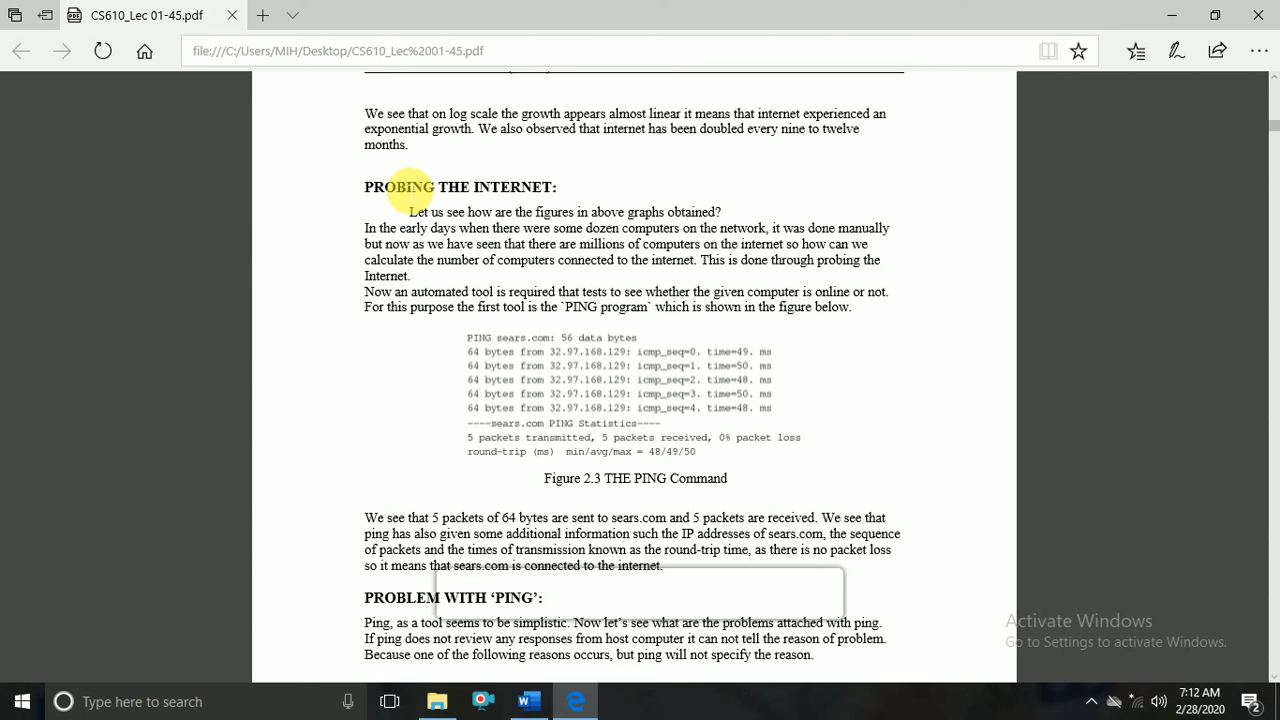 CS610_Lec 01-45.pdf
file:///C:/Users/MIH/Desktop/CS610_Lec%2001-45.pdf
We see that on log scale the growth appears almost linear it means that internet experienced an
exponential growth. We also observed that internet has been doubled every nine to twelve
months.
PROBING THE INTERNET:
Let us see how are the figures in above graphs obtained?
In the early days when there were some dozen computers on the network, it was done manually
but now as we have seen that there are millions of computers on the internet so how can we
calculate the number of computers connected to the internet. This is done through probing the
Internet.
Now an automated tool is required that tests to see whether the given computer is online or not.
For this purpose the first tool is the `PING program` which is shown in the figure below.
PING sears.com: 56 data bytes
64 bytes from 32.97.168.129: icmp_seq=0. time=49. ms
64 bytes from 32.97.168.129: icmp_seq=1. time=50. ms
64 bytes from 32.97.168.129: icmp_seq=2. time=48. ms
64 bytes from 32.97.168.129: icmp_seq=3. time=50. ms
64 bytes from 32.97.168.129: icmp_seq=4. time=48. ms
----sears.com PING Statistics----
5 packets transmitted, 5 packets received, 0% packet loss
round-trip (ms) min/avg/max = 48/49/50
Figure 2.3 THE PING Command
We see that 5 packets of 64 bytes are sent to sears.com and 5 packets are received. We see that
ping has also given some additional information such the IP addresses of sears.com, the sequence
of packets and the times of transmission known as the round-trip time, as there is no packet loss
so it means that sears.com is connected to the internet.
PROBLEM WITH ‘PING’:
Ping, as a tool seems to be simplistic. Now let’s see what are the problems attached with ping.
If ping does not review any responses from host computer it can not tell the reason of problem.
Because one of the following reasons occurs, but ping will not specify the reason.
Activate Windows
Go to Settings to activate Windows.
Type here to search
7:12 AM
2/28/2020
2